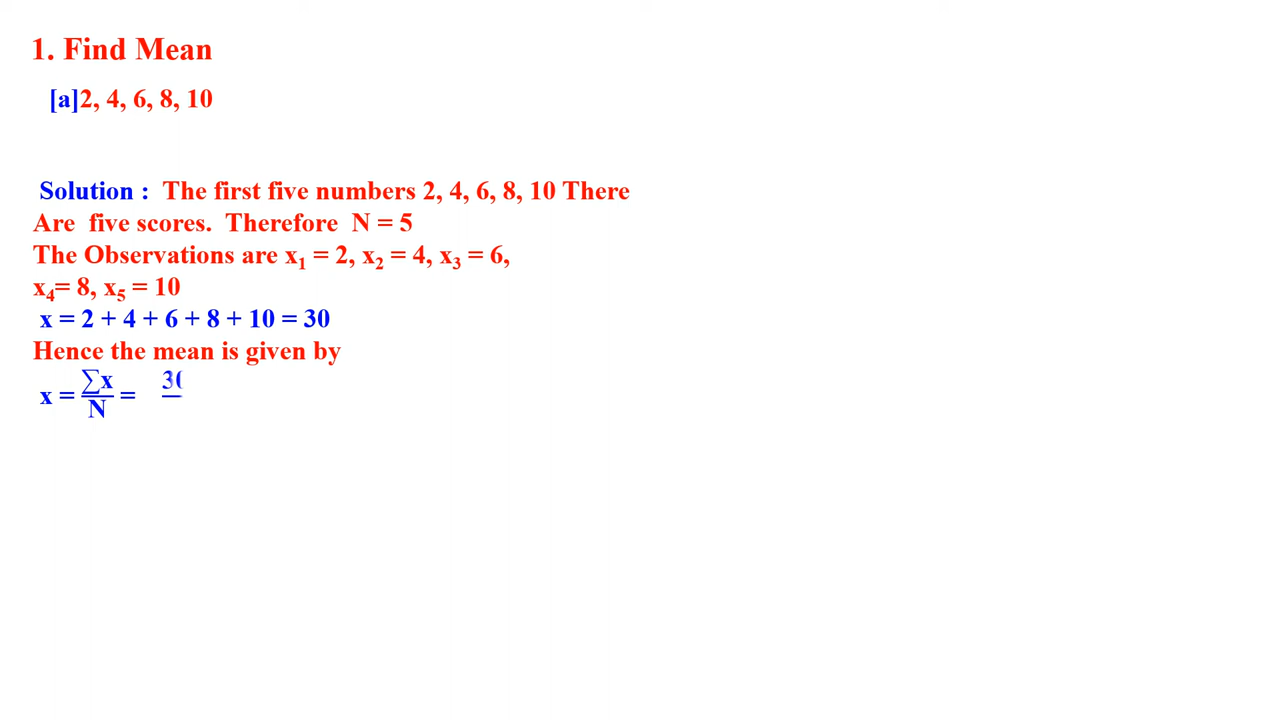 1. Find Mean
[a]2, 4, 6, 8, 10
Solution : The first five numbers 2, 4, 6, 8, 10 There
Are five scores. Therefore N = 5
The Observations are x₁ = 2, x₂ = 4, x₃ = 6,
x₄= 8, x₅ = 10
x = 2 + 4 + 6 + 8 + 10 = 30
Hence the mean is given by
x = ∑x/N = 30